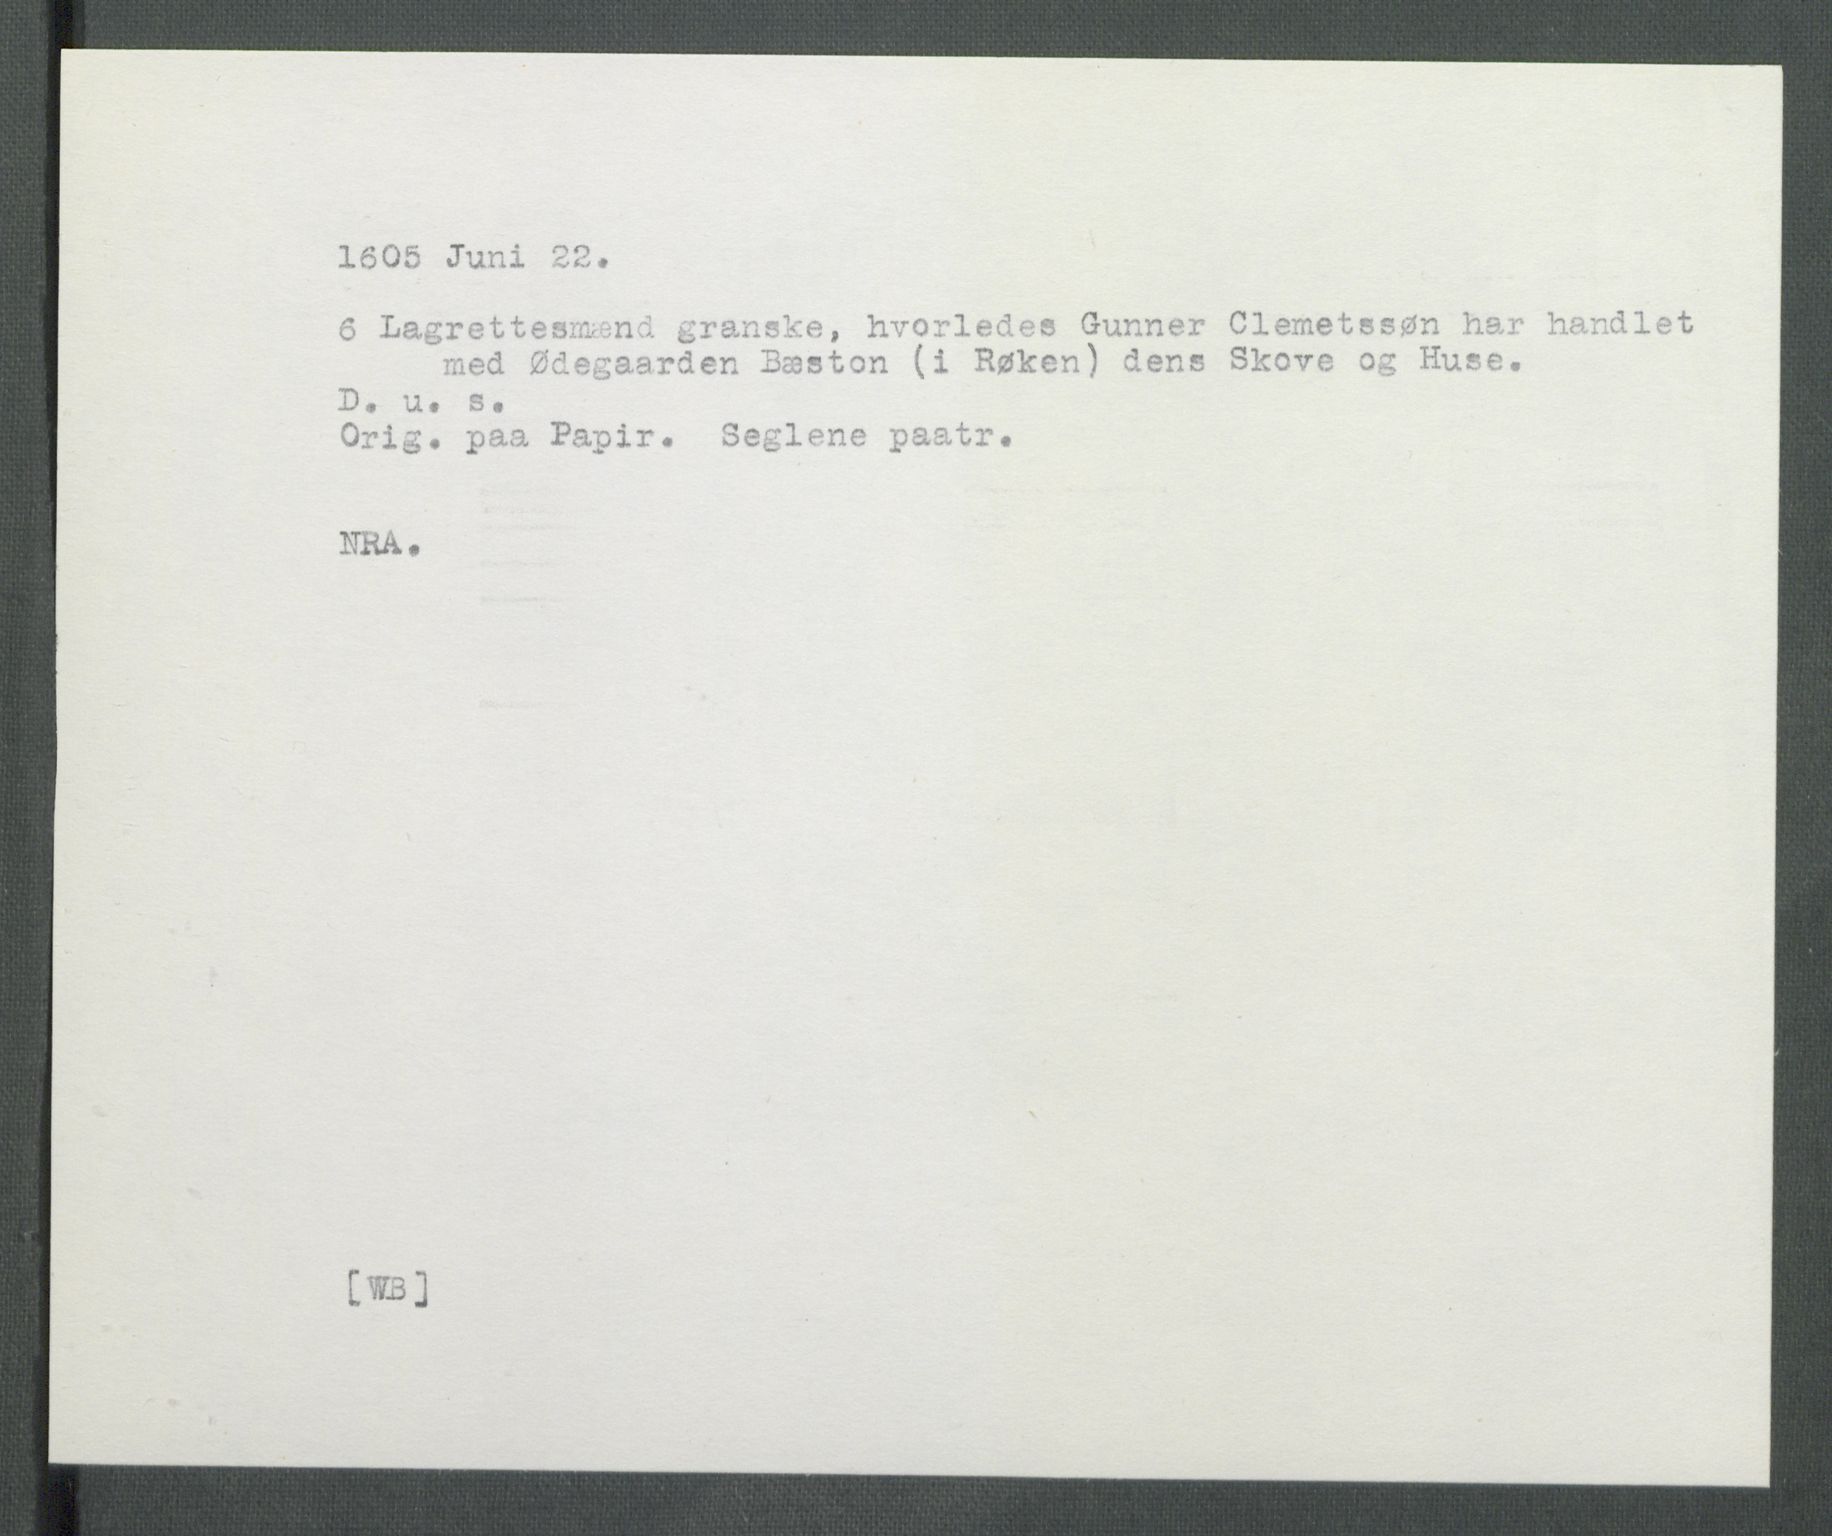 1605 Juni 22.
6 Lagrettesmænd granske, hvorledes Gunner Clemetssøn har handlet
med Ødegaarden Bæston (i Røken) dens Skove og Huse.
D. u. s.
Orig. paa Papir. Seglene paatr.
NRA.
[WB]